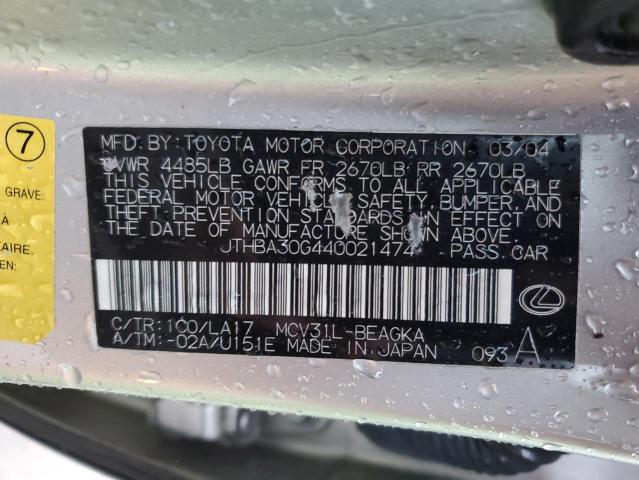 7
GRAVE:
À
AIRE.
EN:
MFD. BY: TOYOTA MOTOR CORPORATION 03/04
GVWR 4485LB GAWR FR 2670LB RR 2670LB
THIS VEHICLE CONFORMS TO ALL APPLICABLE
FEDERAL MOTOR VEHICLE SAFETY, BUMPER, AND
THEFT PREVENTION STANDARDS IN EFFECT ON
THE DATE OF MANUFACTURE SHOWN ABOVE.
JTHBA30G440021474 PASS. CAR
C/TR: 1C0/LA17 MCV31L-BEAGKA
A/TM: -02A/U151E MADE IN JAPAN 093 A